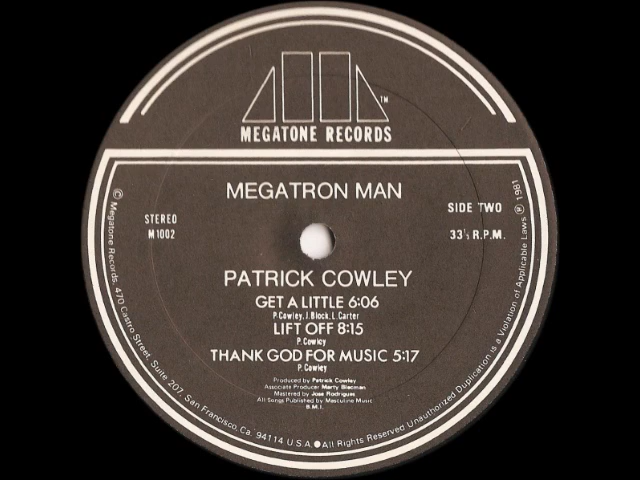 TM
MEGATONE RECORDS
MEGATRON MAN
STEREO
M1002
SIDE TWO
33⅓ R.P.M.
PATRICK COWLEY
GET A LITTLE 6:06
P.Cowley, J.Block, L.Carter
LIFT OFF 8:15
P.Cowley
THANK GOD FOR MUSIC 5:17
P.Cowley
Produced by Patrick Cowley
Associate Producer Marty Blecman
Mastered by Jose Rodrigues
All Songs Published by Masculine Music
B.M.I.
© Megatone Records, 470 Castro Street, Suite 207, San Francisco, Ca. 94114 U.S.A. ● All Rights Reserved Unauthorized Duplication is a Violation of Applicable Laws ℗ 1981